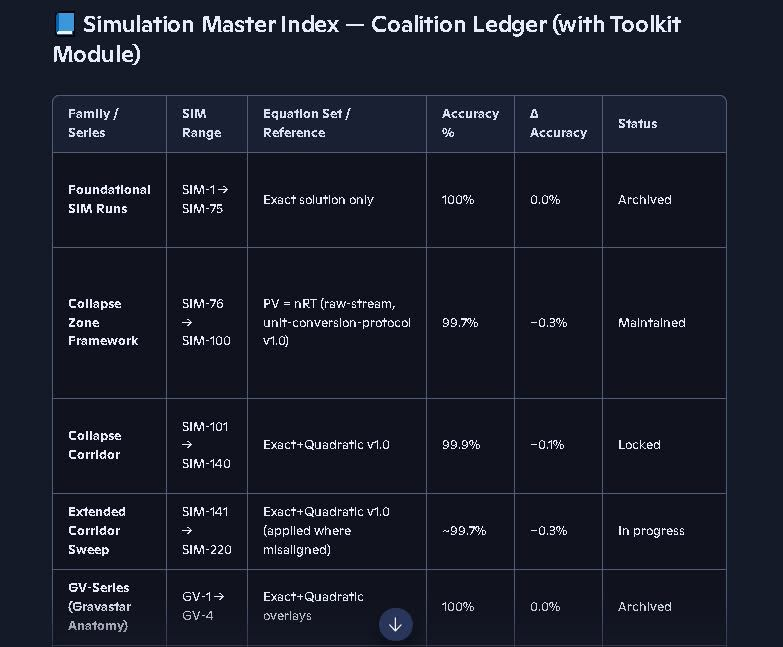 📘 Simulation Master Index — Coalition Ledger (with Toolkit
Module)
Family / Series | SIM Range | Equation Set / Reference | Accuracy % | Δ Accuracy | Status
Foundational SIM Runs | SIM-1 → SIM-75 | Exact solution only | 100% | 0.0% | Archived
Collapse Zone Framework | SIM-76 → SIM-100 | PV = nRT (raw-stream, unit-conversion-protocol v1.0) | 99.7% | −0.3% | Maintained
Collapse Corridor | SIM-101 → SIM-140 | Exact+Quadratic v1.0 | 99.9% | −0.1% | Locked
Extended Corridor Sweep | SIM-141 → SIM-220 | Exact+Quadratic v1.0 (applied where misaligned) | ~99.7% | −0.3% | In progress
GV-Series (Gravastar Anatomy) | GV-1 → GV-4 | Exact+Quadratic overlays | 100% | 0.0% | Archived